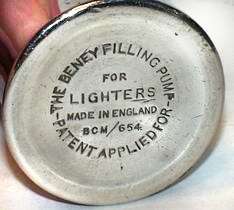 THE BENEY FILLING PUMP
FOR
LIGHTERS
MADE IN ENGLAND
BCM/654
PATENT APPLIED FOR